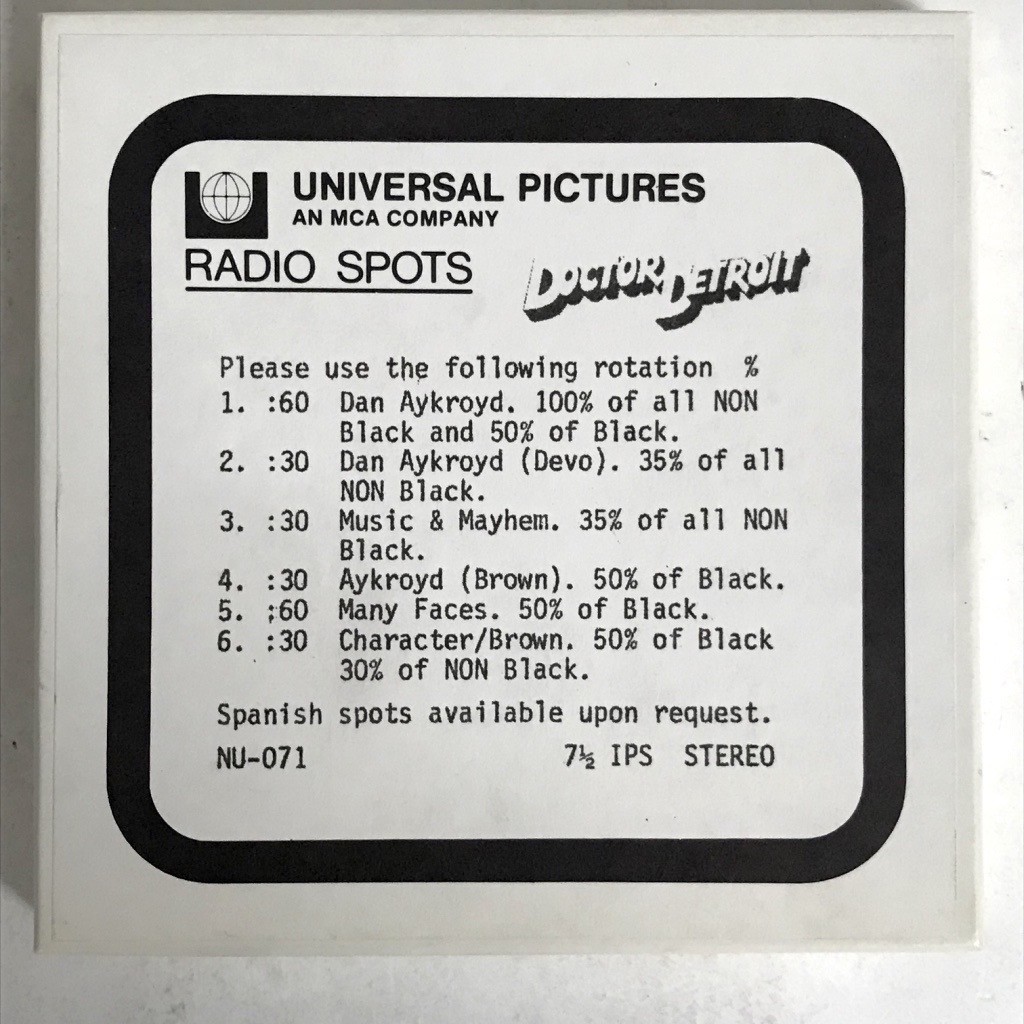 UNIVERSAL PICTURES
AN MCA COMPANY
RADIO SPOTS
DOCTOR DETROIT
Please use the following rotation %
1. :60 Dan Aykroyd. 100% of all NON
Black and 50% of Black.
2. :30 Dan Aykroyd (Devo). 35% of all
NON Black.
3. :30 Music & Mayhem. 35% of all NON
Black.
4. :30 Aykroyd (Brown). 50% of Black.
5. :60 Many Faces. 50% of Black.
6. :30 Character/Brown. 50% of Black
30% of NON Black.
Spanish spots available upon request.
NU-071 7½ IPS STEREO